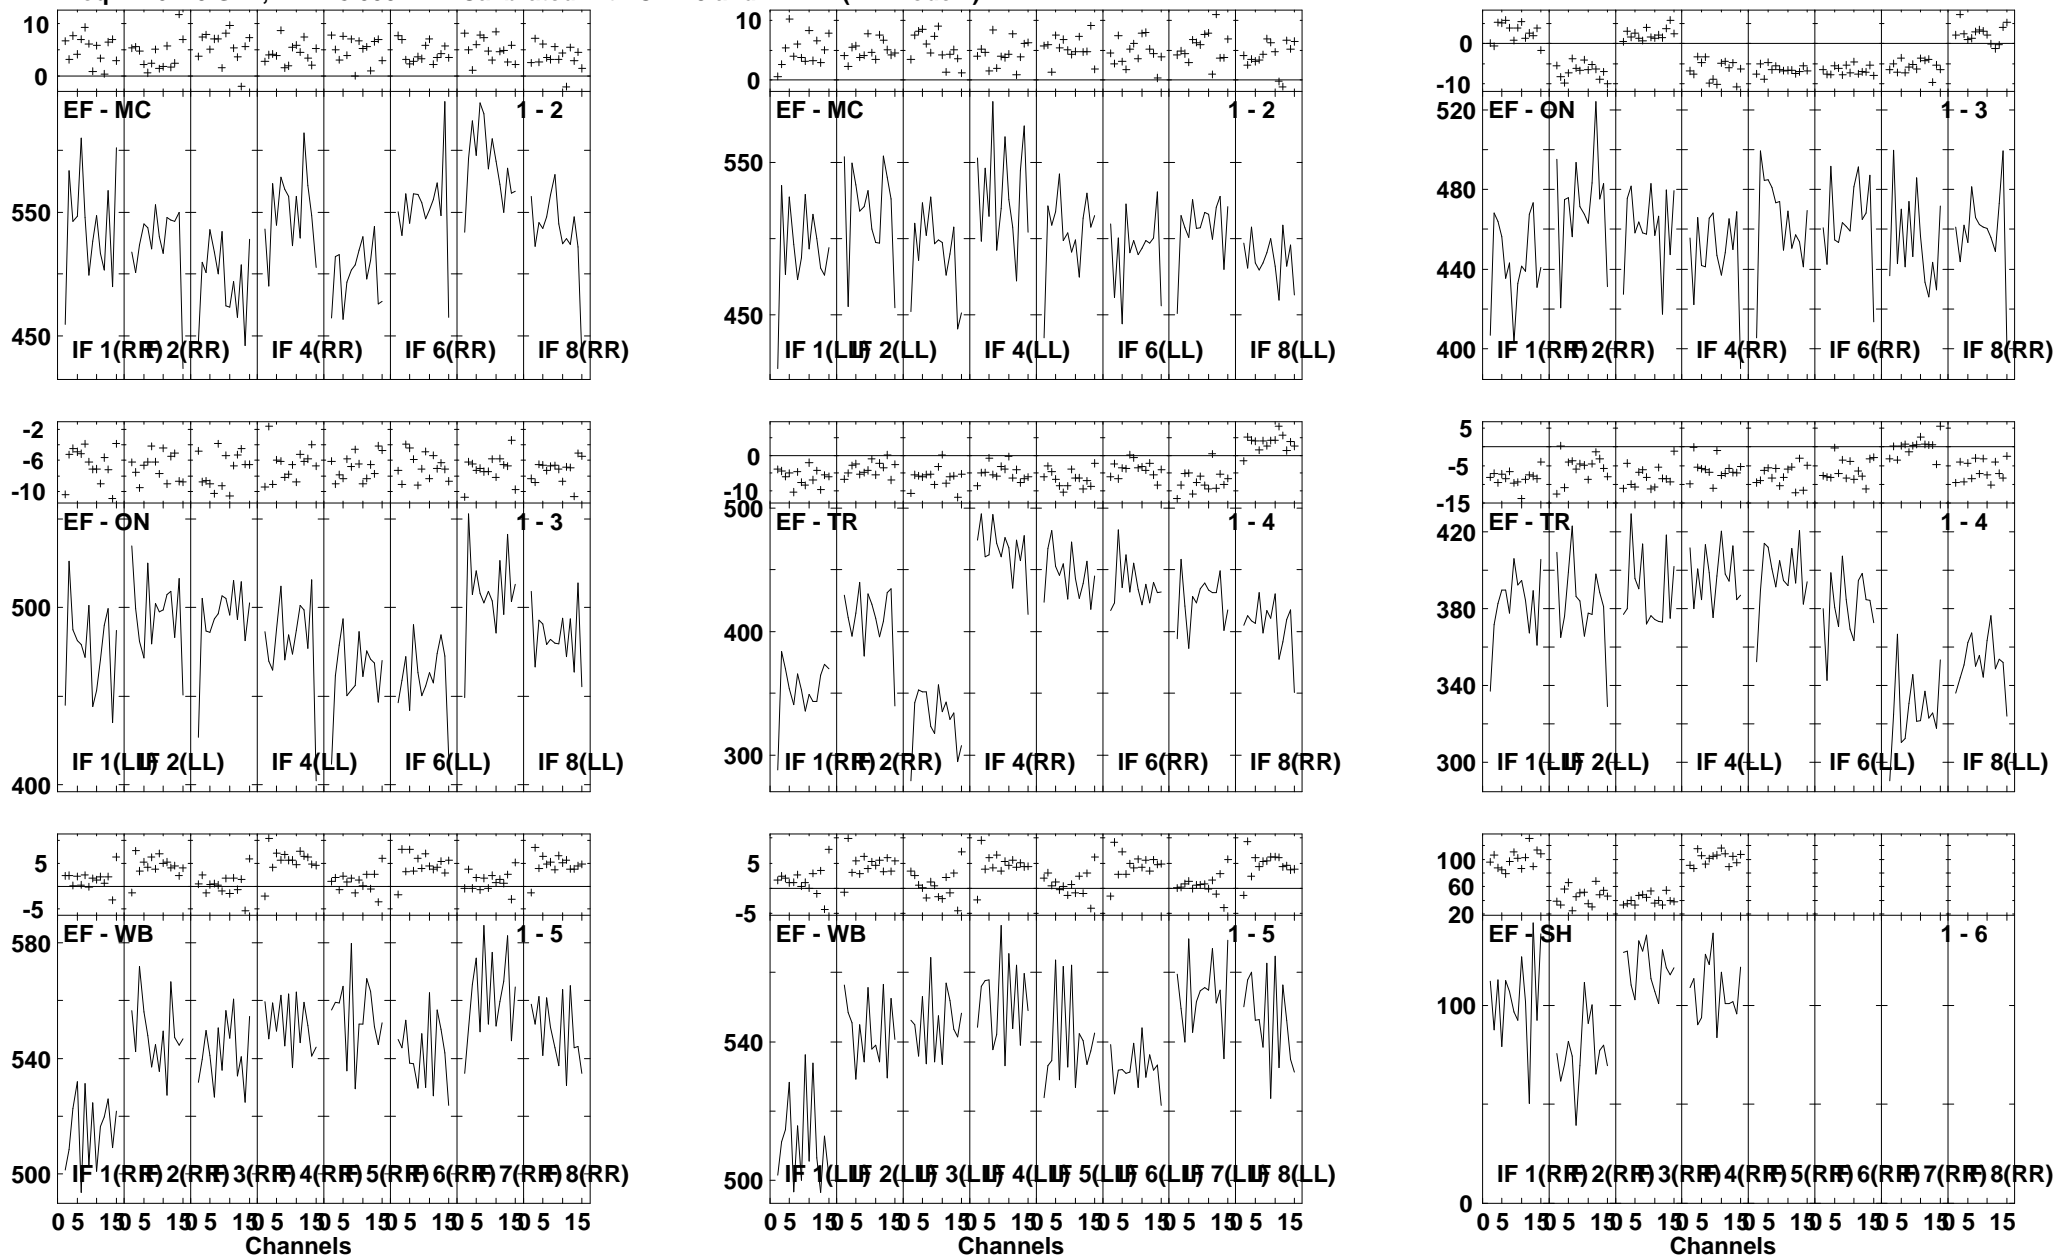 10
0
EF - MC 1 - 2
550
450
IF 1(RR) IF 2(RR) IF 4(RR) IF 6(RR) IF 8(RR)
10
0
EF - MC 1 - 2
550
450
IF 1(LL) IF 2(LL) IF 4(LL) IF 6(LL) IF 8(LL)
0
-10
520
EF - ON 1 - 3
480
440
400
IF 1(RR) IF 2(RR) IF 4(RR) IF 6(RR) IF 8(RR)
-2
-6
-10
EF - ON 1 - 3
500
400
IF 1(LL) IF 2(LL) IF 4(LL) IF 6(LL) IF 8(LL)
0
-10
500
EF - TR 1 - 4
400
300
IF 1(RR) IF 2(RR) IF 4(RR) IF 6(RR) IF 8(RR)
5
-5
-15
EF - TR 1 - 4
420
380
340
300
IF 1(LL) IF 2(LL) IF 4(LL) IF 6(LL) IF 8(LL)
5
-5
EF - WB 1 - 5
580
540
500
IF 1(RR) IF 2(RR) IF 3(RR) IF 4(RR) IF 5(RR) IF 6(RR) IF 7(RR) IF 8(RR)
0 5 15 0 5 15 0 5 15 0 5 15 0 5 15 0 5 15 0 5 15 0 5 15
Channels
5
-5
EF - WB 1 - 5
540
500
IF 1(LL) IF 2(LL) IF 3(LL) IF 4(LL) IF 5(LL) IF 6(LL) IF 7(LL) IF 8(LL)
0 5 15 0 5 15 0 5 15 0 5 15 0 5 15 0 5 15 0 5 15 0 5 15
Channels
100
60
20
EF - SH 1 - 6
100
0
IF 1(RR) IF 2(RR) IF 3(RR) IF 4(RR) IF 5(RR) IF 6(RR) IF 7(RR) IF 8(RR)
0 5 15 0 5 15 0 5 15 0 5 15 0 5 15 0 5 15 0 5 15 0 5 15
Channels